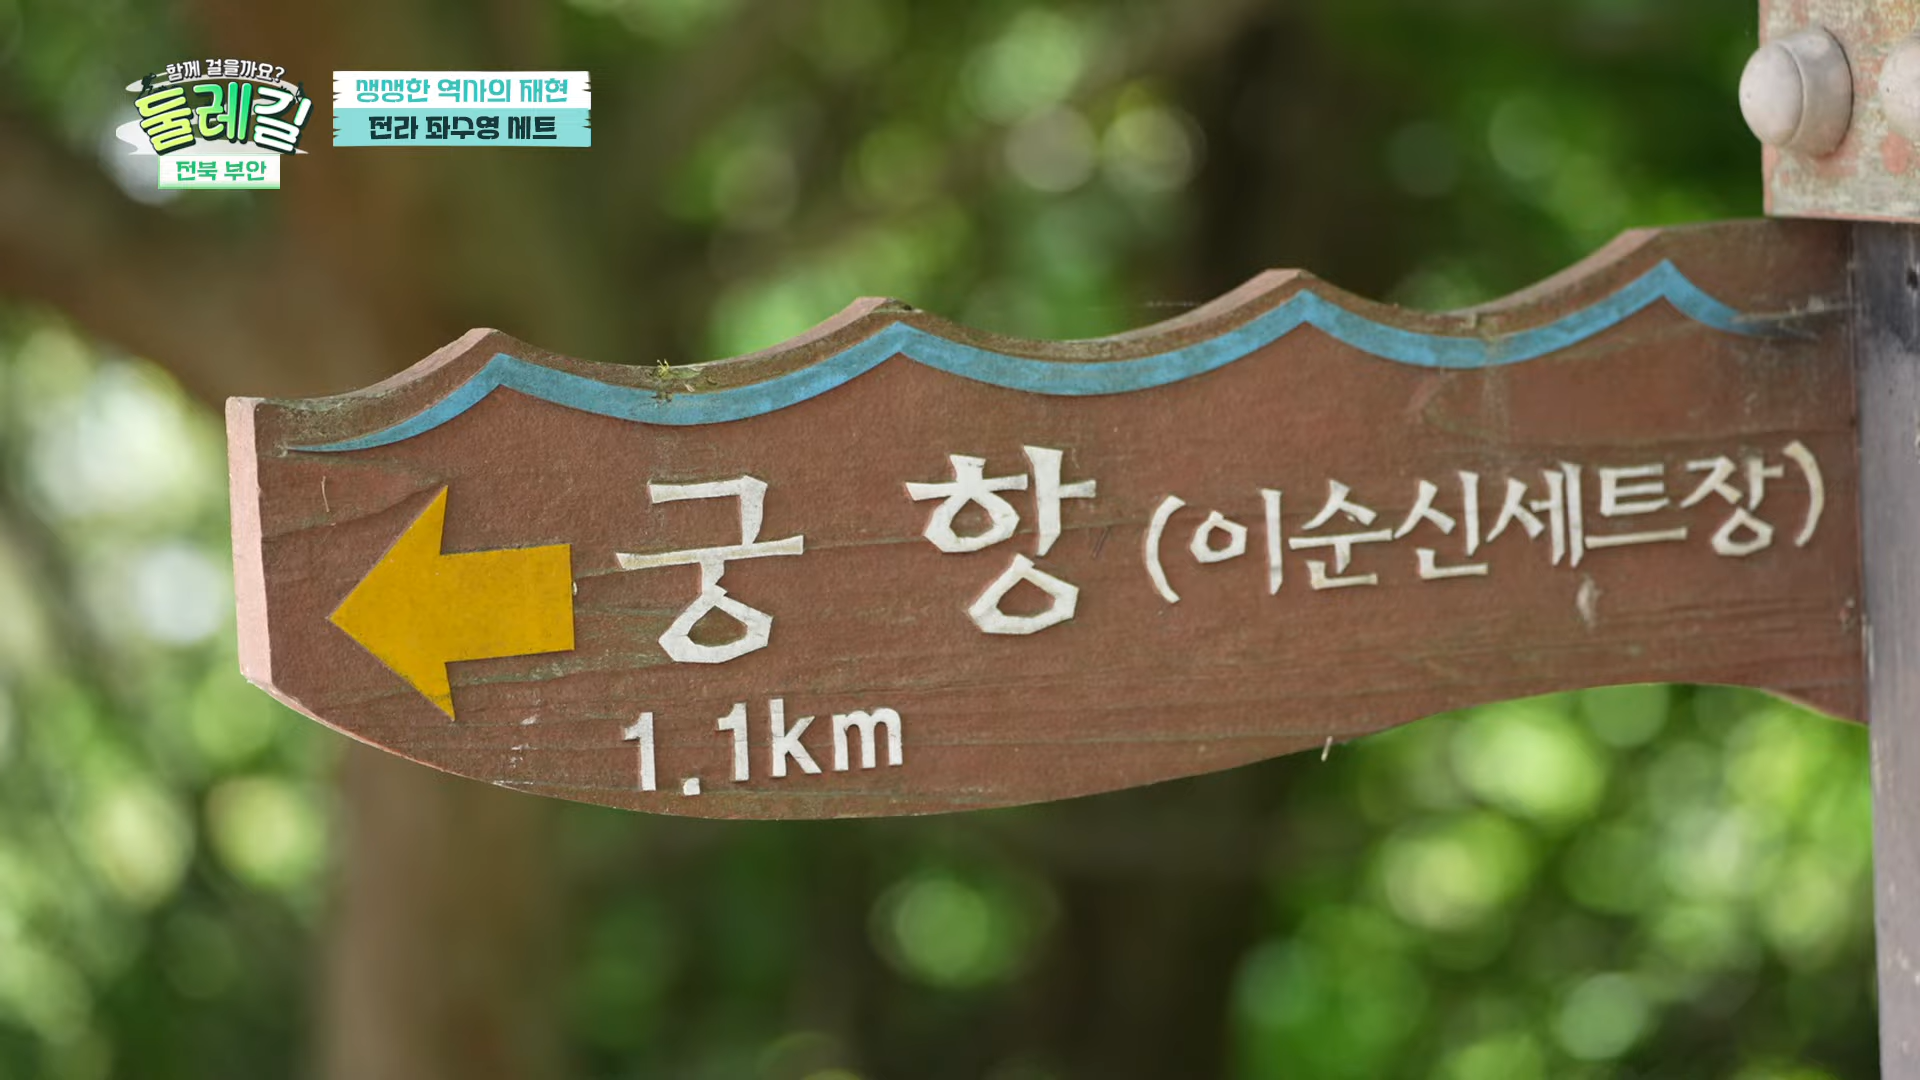 함께 걸을까요?
둘레길
전북 부안
생생한 역사의 재현
전라 좌수영 세트
궁 항 (이순신세트장)
1.1km